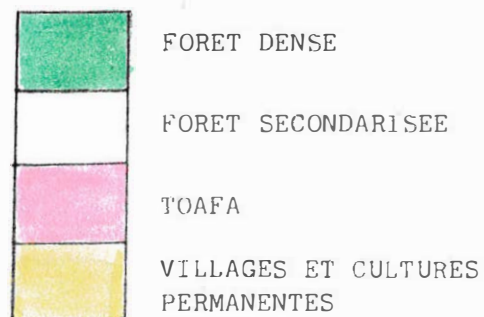 FORET DENSE
FORET SECONDARISEE
TOAFA
VILLAGES ET CULTURES
PERMANENTES